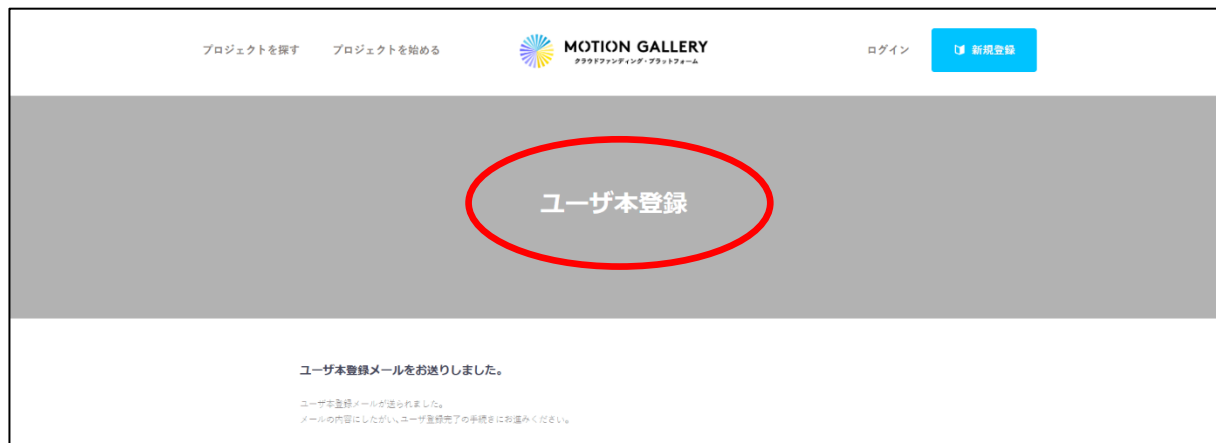 プロジェクトを探す
プロジェクトを始める
MOTION GALLERY
クラウドファンディング・プラットフォーム
ログイン
新規登録
ユーザ本登録
ユーザ本登録メールをお送りしました。
ユーザ本登録メールが送られました。
メールの内容にしたがい、ユーザ登録完了の手続きにお進みください。